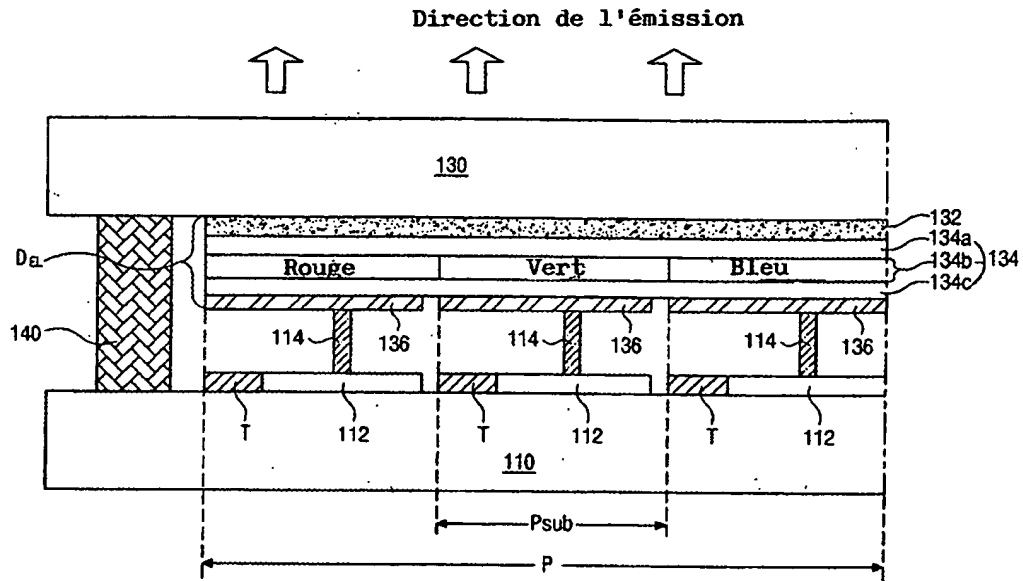 Direction de l'émission
130
132
134a
134
DEL
Rouge
Vert
Bleu
134b
134c
140
114
136
114
136
114
136
T
112
T
112
T
112
110
Psub
P